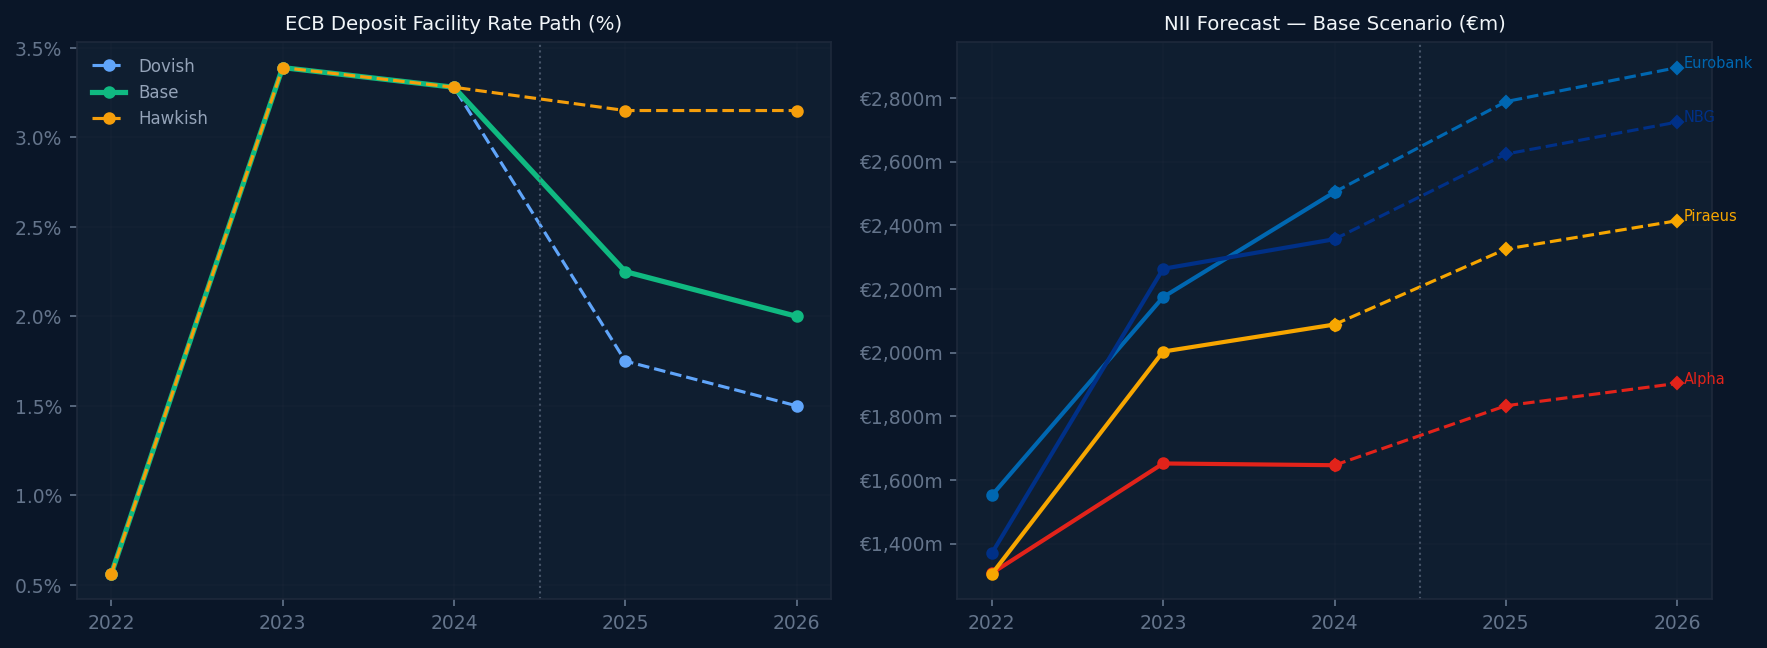 ECB Deposit Facility Rate Path (%)
3.5%
3.0%
2.5%
2.0%
1.5%
1.0%
0.5%
Dovish
Base
Hawkish
2022 2023 2024 2025 2026
NII Forecast — Base Scenario (€m)
€2,800m
€2,600m
€2,400m
€2,200m
€2,000m
€1,800m
€1,600m
€1,400m
Eurobank
NBG
Piraeus
Alpha
2022 2023 2024 2025 2026